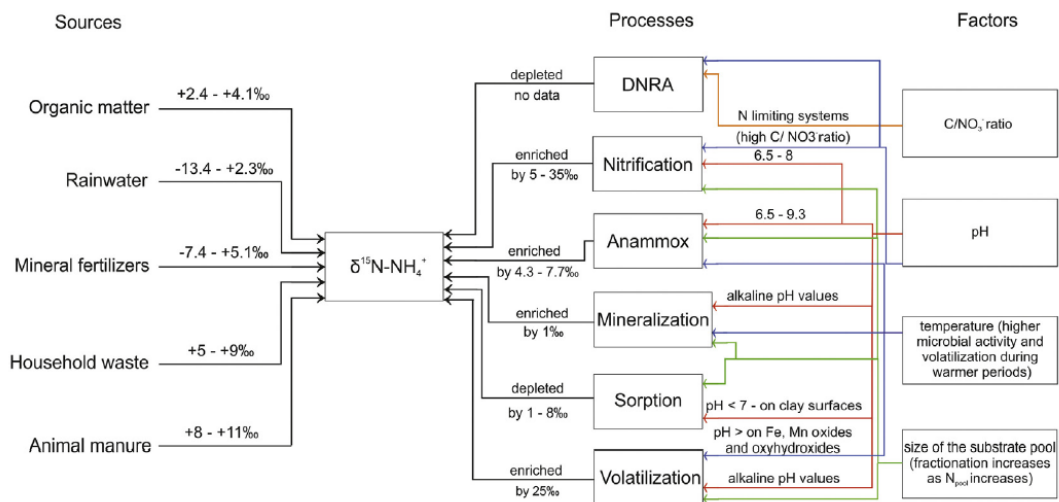 Sources
Processes
Factors
Organic matter
+2.4 - +4.1‰
Rainwater
-13.4 - +2.3‰
Mineral fertilizers
-7.4 - +5.1‰
Household waste
+5 - +9‰
Animal manure
+8 - +11‰
δ¹⁵N-NH₄⁺
depleted
no data
enriched
by 5 - 35‰
enriched
by 4.3 - 7.7‰
enriched
by 1‰
depleted
by 1 - 8‰
enriched
by 25‰
DNRA
Nitrification
Anammox
Mineralization
Sorption
Volatilization
N limiting systems
(high C/ NO3⁻ratio)
6.5 - 8
6.5 - 9.3
alkaline pH values
pH < 7 - on clay surfaces
pH > on Fe, Mn oxides
and oxyhydroxides
alkaline pH values
C/NO₃⁻ratio
pH
temperature (higher
microbial activity and
volatilization during
warmer periods)
size of the substrate pool
(fractionation increases
as Npool increases)